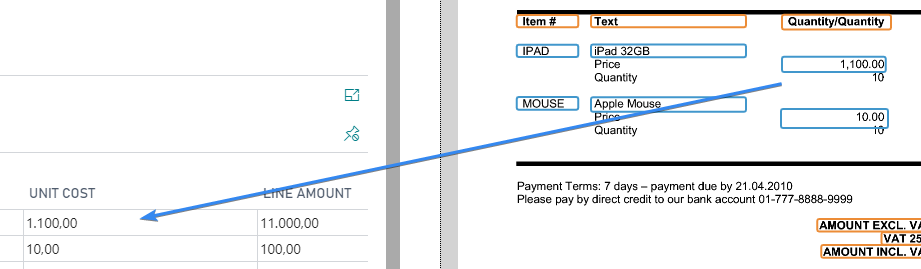 UNIT COST LINE AMOUNT
1.100,00 11.000,00
10,00 100,00
Item # Text Quantity/Quantity
IPAD iPad 32GB
Price 1,100.00
Quantity 10
MOUSE Apple Mouse
Price 10.00
Quantity 10
Payment Terms: 7 days – payment due by 21.04.2010
Please pay by direct credit to our bank account 01-777-8888-9999
AMOUNT EXCL. VA
VAT 25
AMOUNT INCL. VA